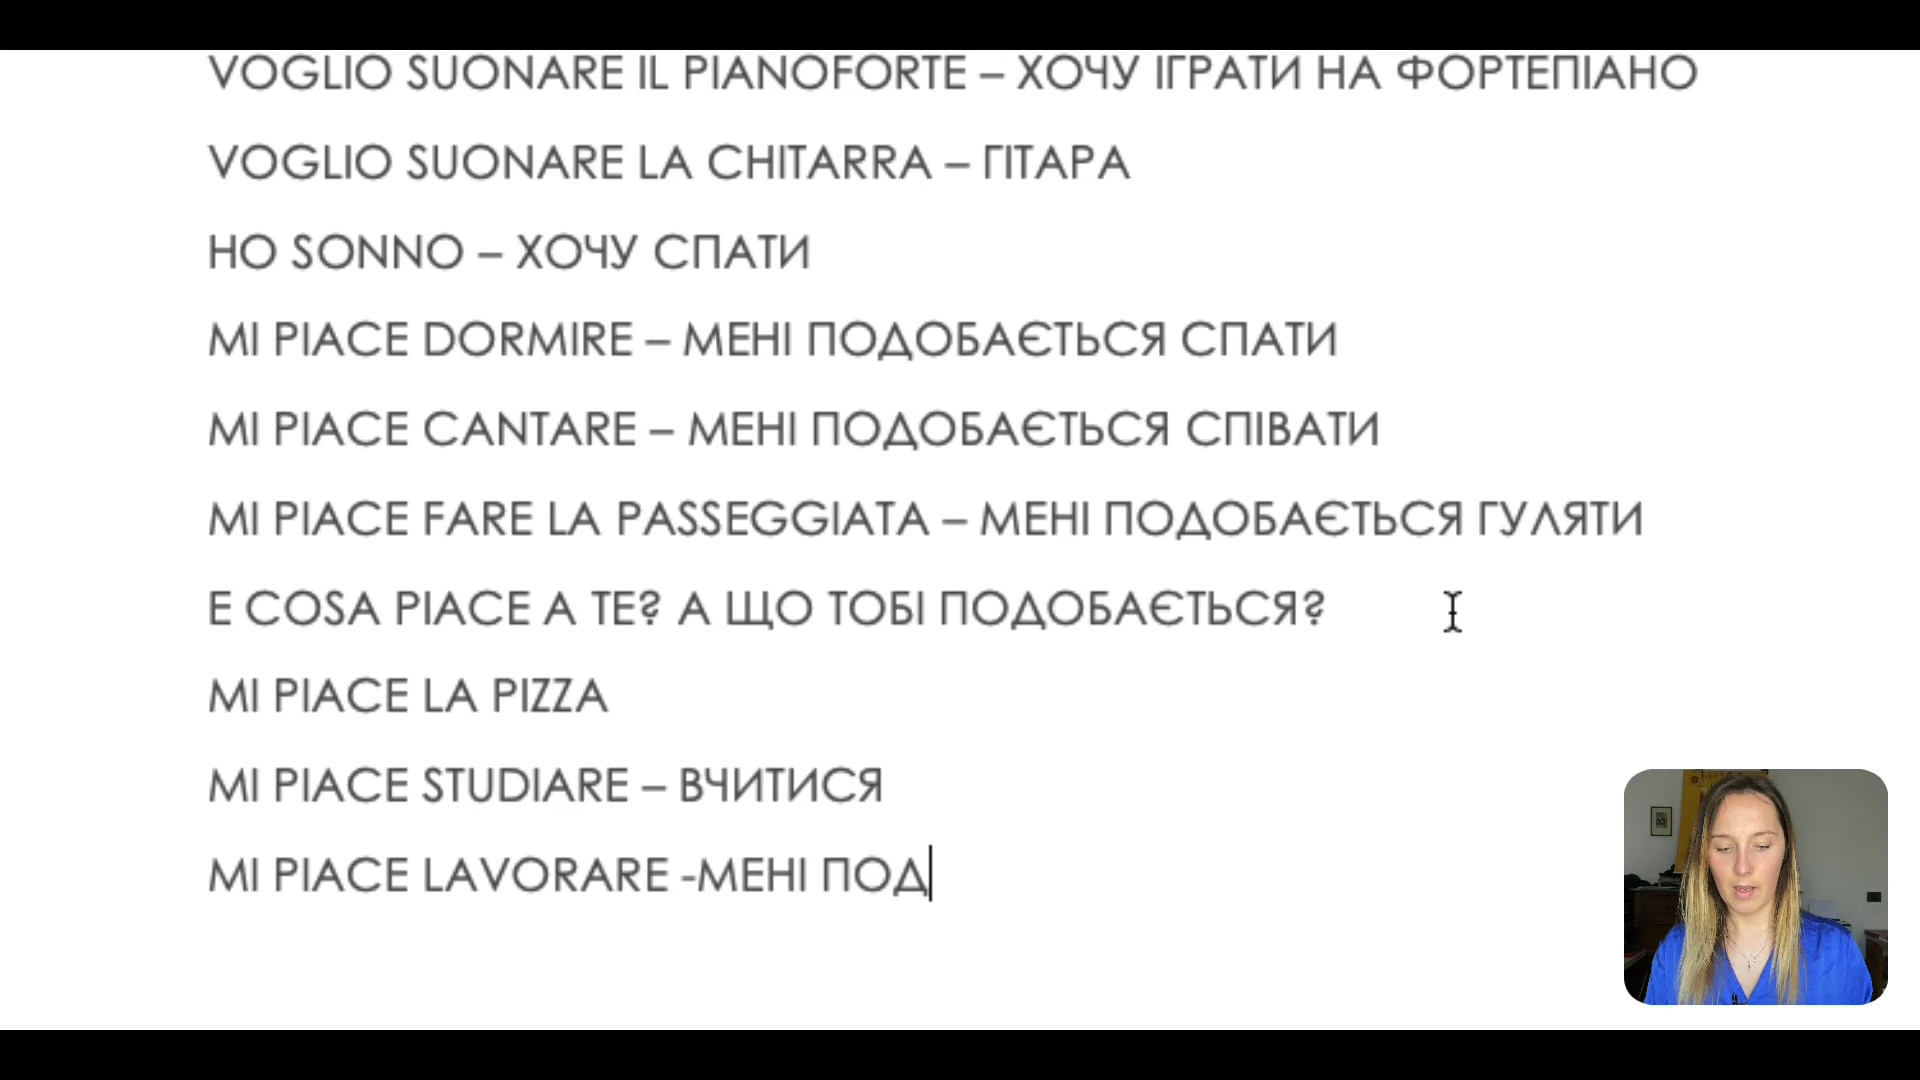 VOGLIO SUONARE IL PIANOFORTE – ХОЧУ ІГРАТИ НА ФОРТЕПІАНО
VOGLIO SUONARE LA CHITARRA – ГІТАРА
HO SONNO – ХОЧУ СПАТИ
MI PIACE DORMIRE – МЕНІ ПОДОБАЄТЬСЯ СПАТИ
MI PIACE CANTARE – МЕНІ ПОДОБАЄТЬСЯ СПІВАТИ
MI PIACE FARE LA PASSEGGIATA – МЕНІ ПОДОБАЄТЬСЯ ГУЛЯТИ
E COSA PIACE A TE? А ЩО ТОБІ ПОДОБАЄТЬСЯ?
MI PIACE LA PIZZA
MI PIACE STUDIARE – ВЧИТИСЯ
MI PIACE LAVORARE -МЕНІ ПОД